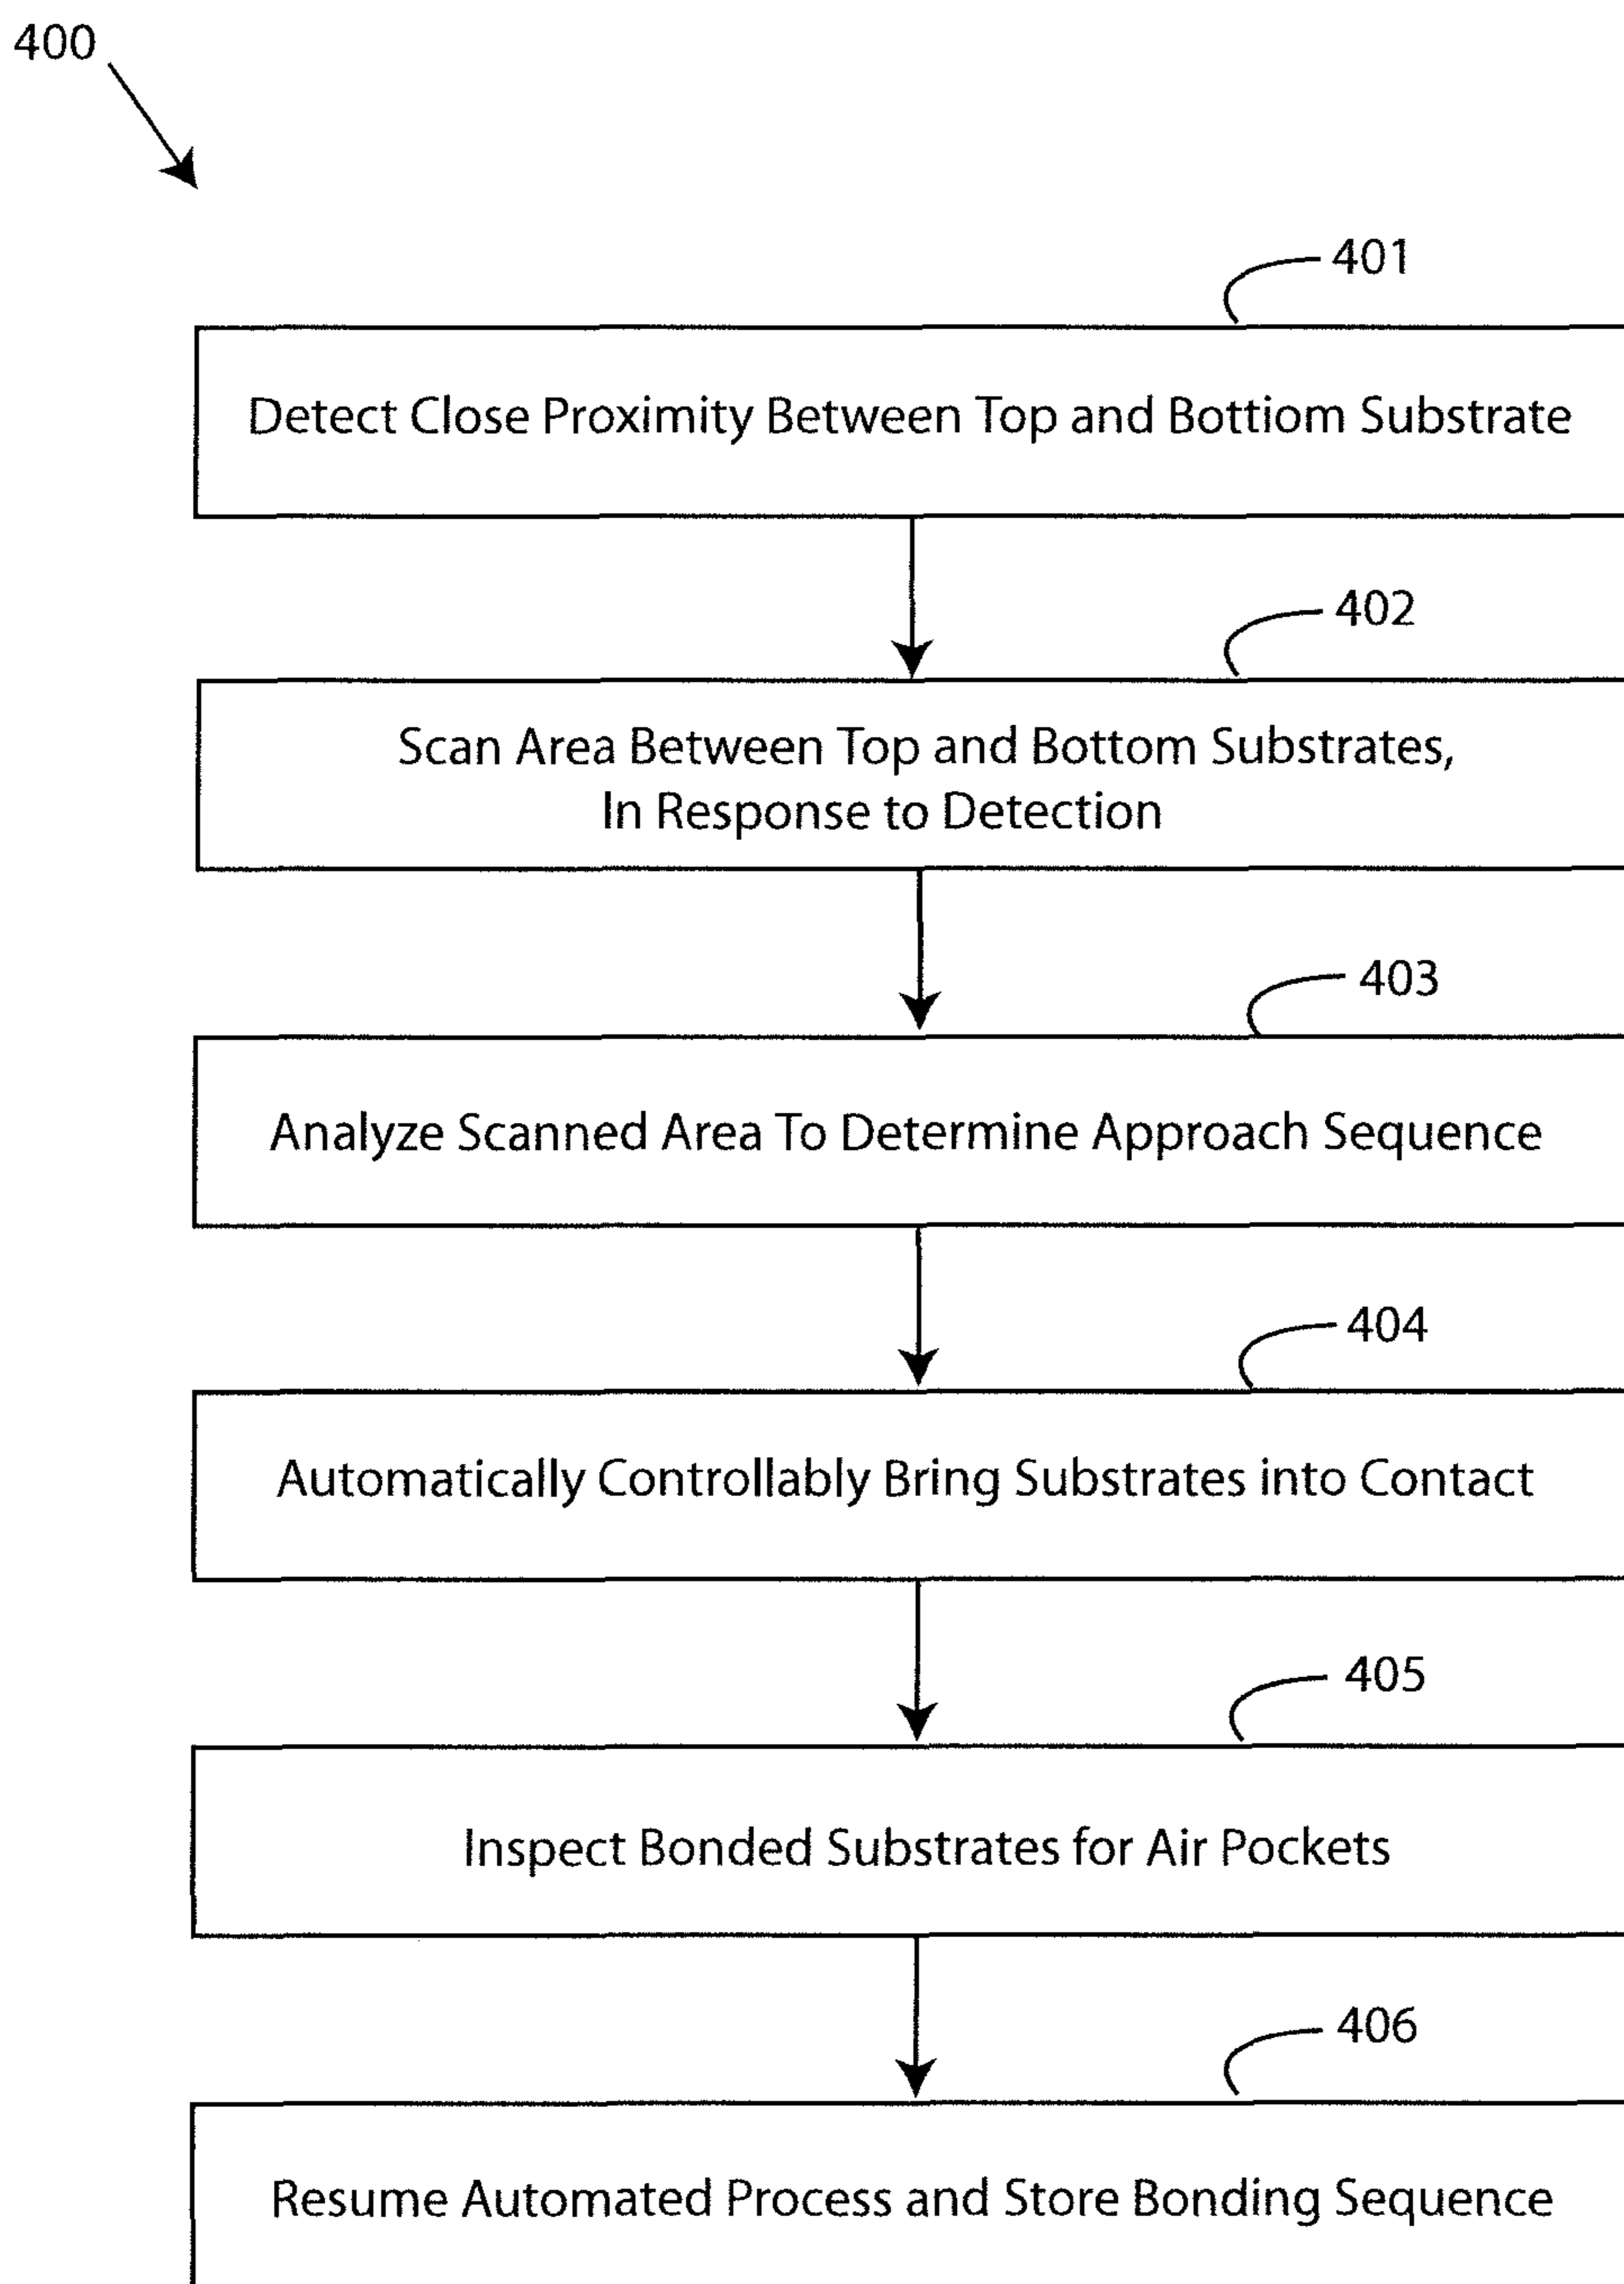 400
401
Detect Close Proximity Between Top and Bottiom Substrate
402
Scan Area Between Top and Bottom Substrates,
In Response to Detection
403
Analyze Scanned Area To Determine Approach Sequence
404
Automatically Controllably Bring Substrates into Contact
405
Inspect Bonded Substrates for Air Pockets
406
Resume Automated Process and Store Bonding Sequence